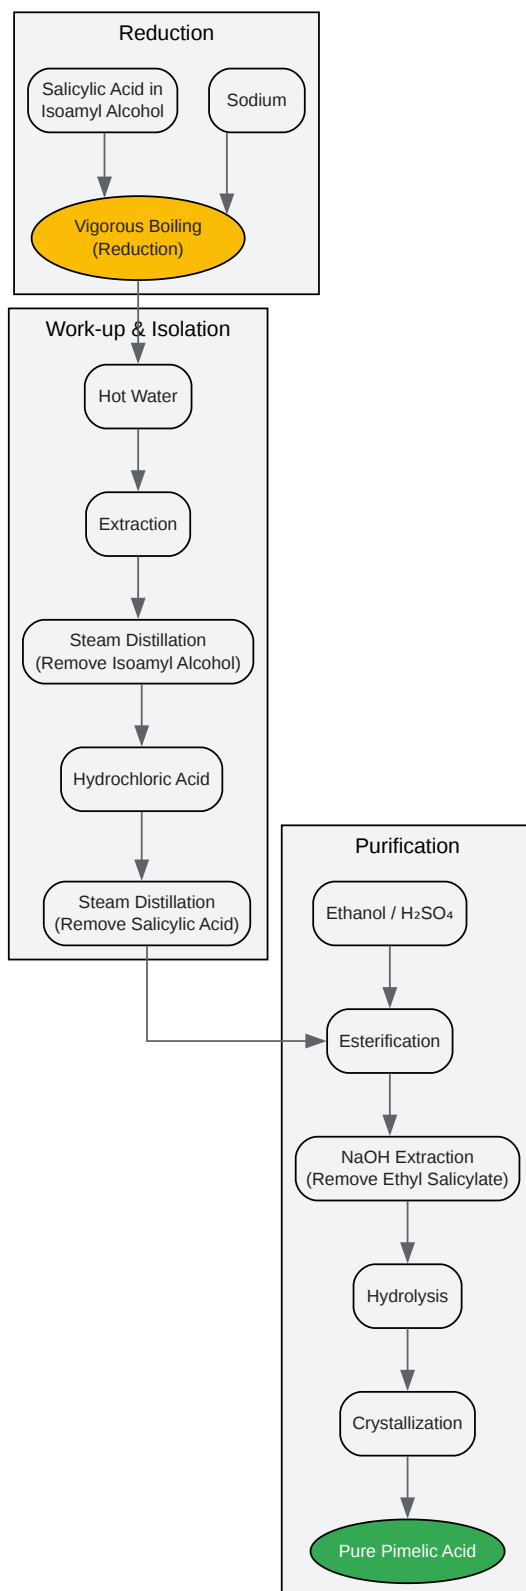 Reduction
Salicylic Acid in
Isoamyl Alcohol
Sodium
Vigorous Boiling
(Reduction)
Work-up & Isolation
Hot Water
Extraction
Steam Distillation
(Remove Isoamyl Alcohol)
Hydrochloric Acid
Steam Distillation
(Remove Salicylic Acid)
Purification
Ethanol / H₂SO₄
Esterification
NaOH Extraction
(Remove Ethyl Salicylate)
Hydrolysis
Crystallization
Pure Pimelic Acid